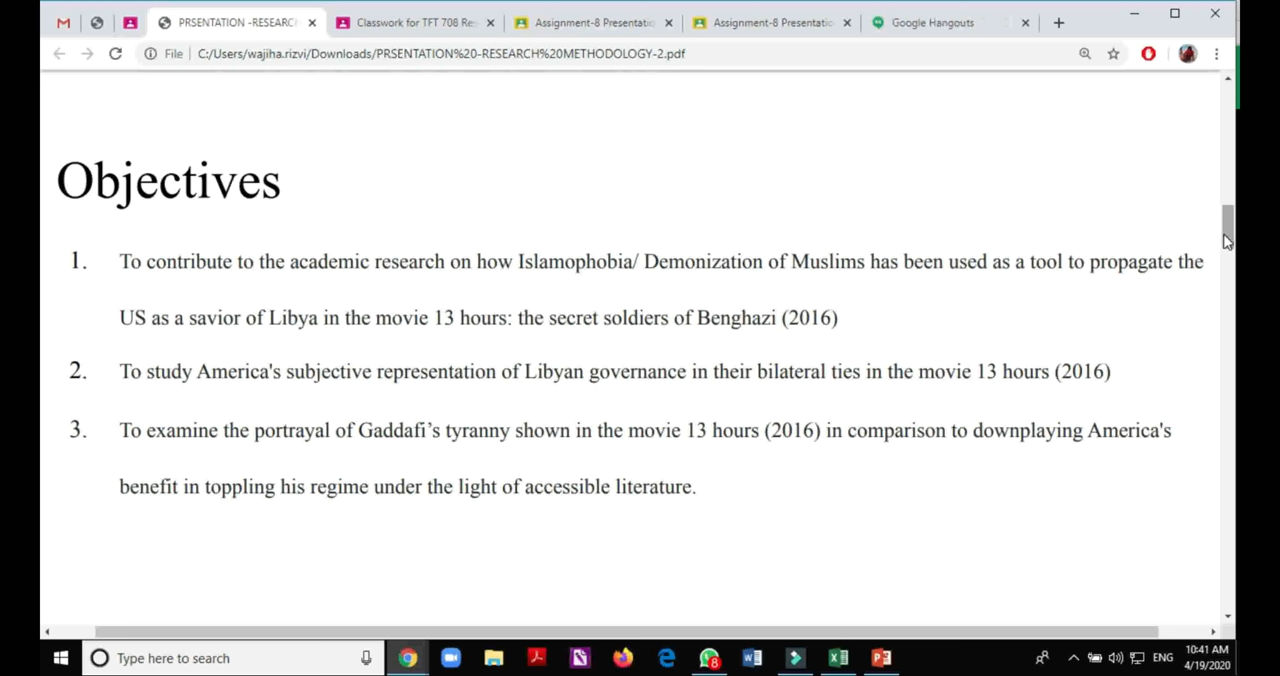 PRSENTATION -RESEARC
Classwork for TFT 708 Re
Assignment-8 Presentatio
Assignment-8 Presentatio
Google Hangouts
File
C:/Users/wajiha.rizvi/Downloads/PRSENTATION%20-RESEARCH%20METHODOLOGY-2.pdf
Objectives
1. To contribute to the academic research on how Islamophobia/ Demonization of Muslims has been used as a tool to propagate the
US as a savior of Libya in the movie 13 hours: the secret soldiers of Benghazi (2016)
2. To study America's subjective representation of Libyan governance in their bilateral ties in the movie 13 hours (2016)
3. To examine the portrayal of Gaddafi’s tyranny shown in the movie 13 hours (2016) in comparison to downplaying America's
benefit in toppling his regime under the light of accessible literature.
Type here to search
8
ENG
10:41 AM
4/19/2020